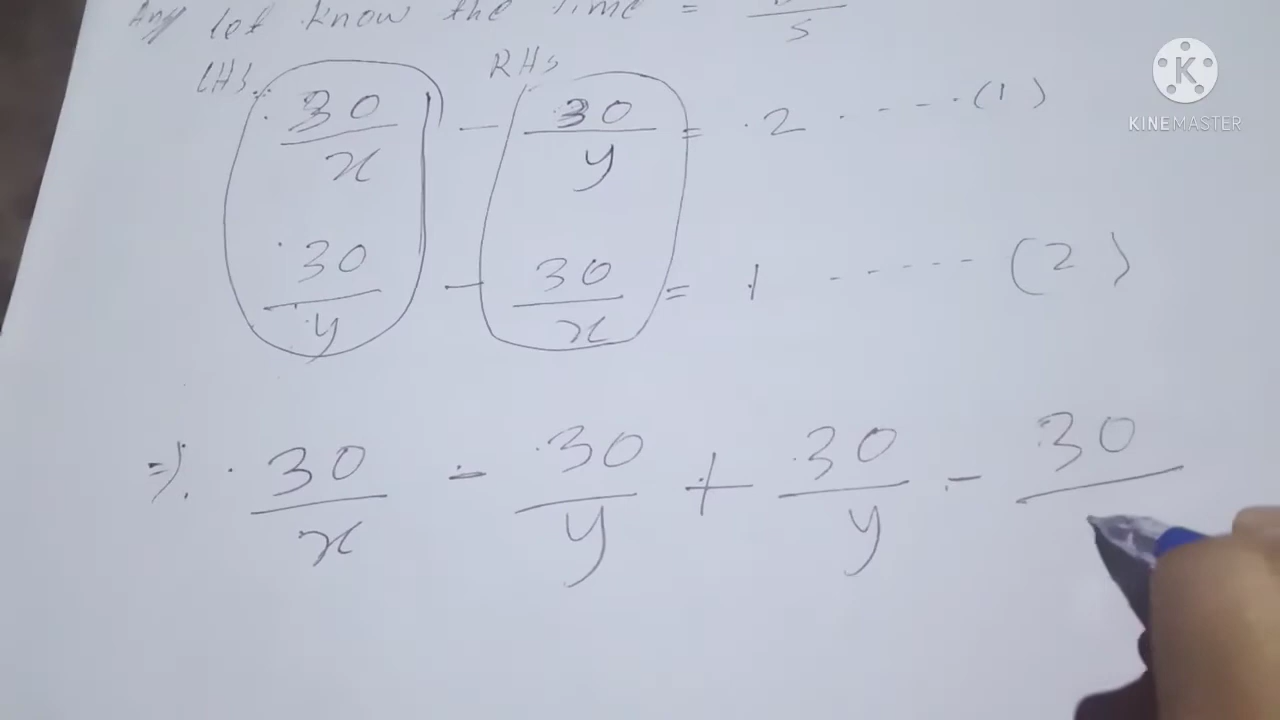 Any let know the time = /s
LHS. RHS
30/x - 30/y = 2 . - - - . (1)
30/y - 30/x = 1 - - - - - - (2)
⇒ 30/x - 30/y + 30/y - 30/
K
KINEMASTER